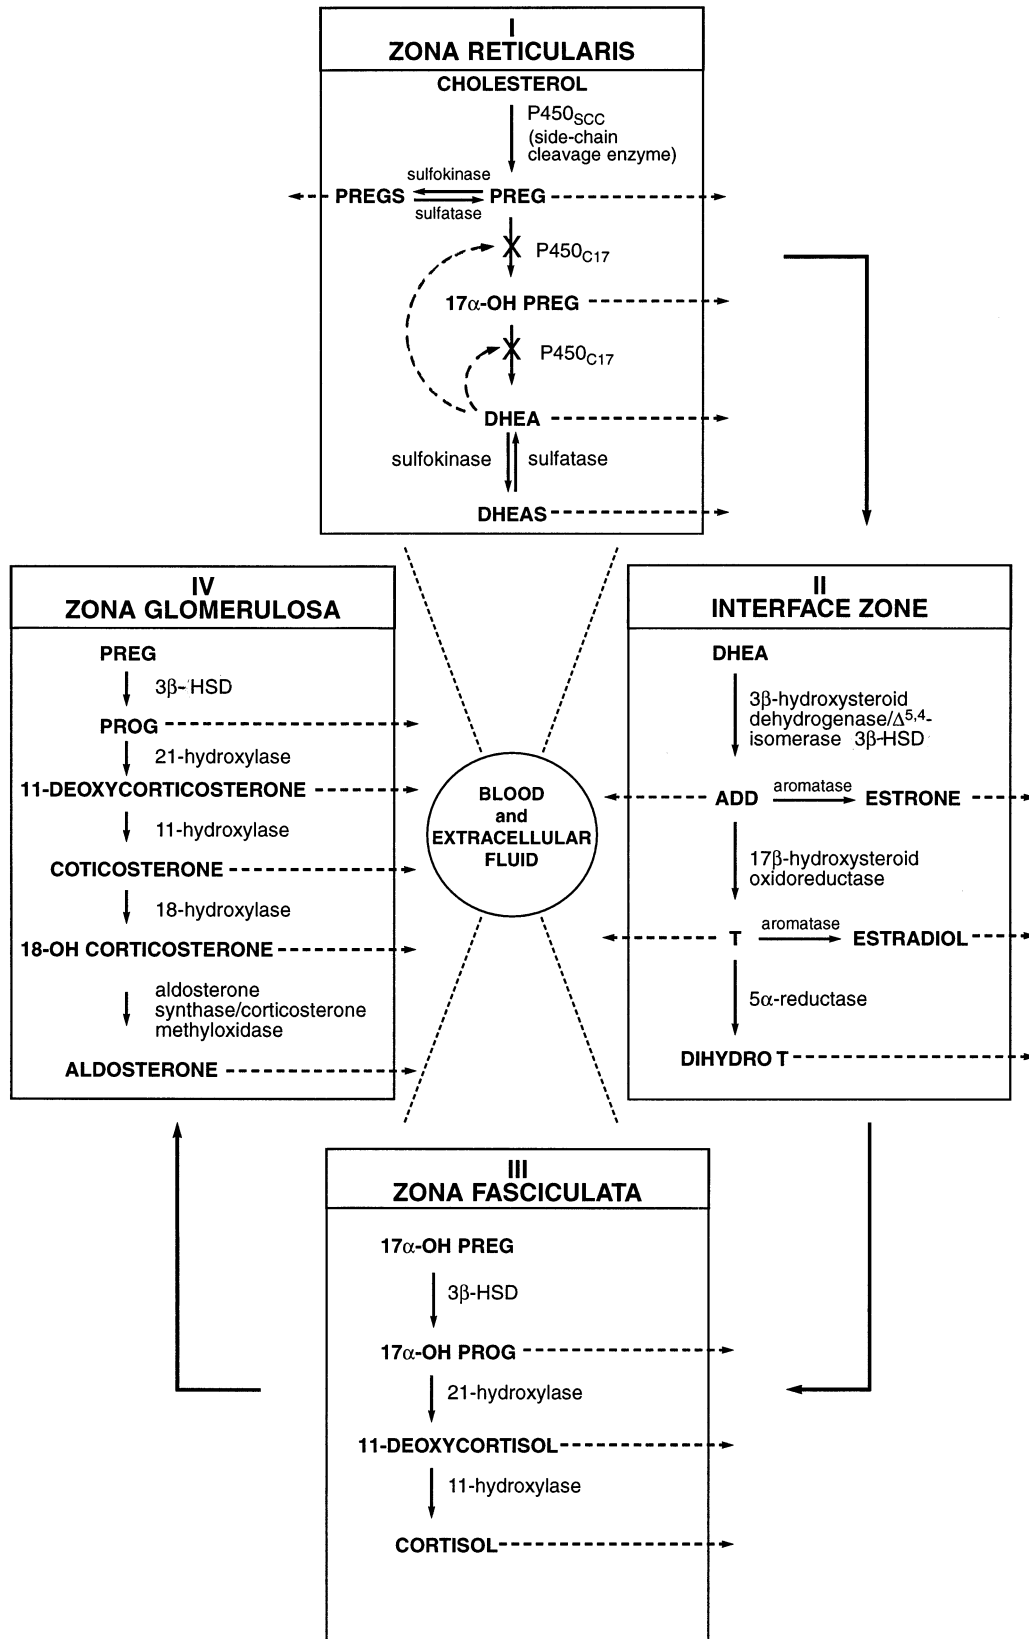 I
ZONA RETICULARIS
CHOLESTEROL
P450SCC
(side-chain
cleavage enzyme)
sulfokinase
PREGS
PREG
sulfatase
P450C17
17α-OH PREG
P450C17
DHEA
sulfokinase
sulfatase
DHEAS
IV
ZONA GLOMERULOSA
PREG
3β-HSD
PROG
21-hydroxylase
11-DEOXYCORTICOSTERONE
11-hydroxylase
COTICOSTERONE
18-hydroxylase
18-OH CORTICOSTERONE
aldosterone
synthase/corticosterone
methyloxidase
ALDOSTERONE
BLOOD
and
EXTRACELLULAR
FLUID
II
INTERFACE ZONE
DHEA
3β-hydroxysteroid
dehydrogenase/Δ5,4-
isomerase 3β-HSD
ADD
aromatase
ESTRONE
17β-hydroxysteroid
oxidoreductase
T
aromatase
ESTRADIOL
5α-reductase
DIHYDRO T
III
ZONA FASCICULATA
17α-OH PREG
3β-HSD
17α-OH PROG
21-hydroxylase
11-DEOXYCORTISOL
11-hydroxylase
CORTISOL